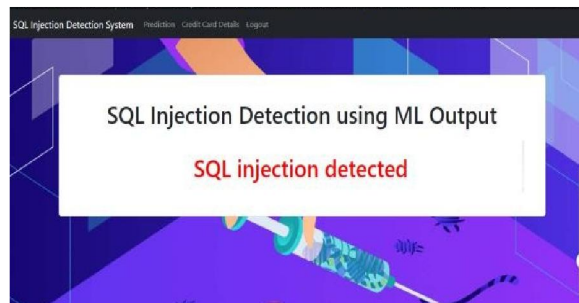 SQL Injection Detection System Prediction Credit Card Details Logout
SQL Injection Detection using ML Output
SQL injection detected